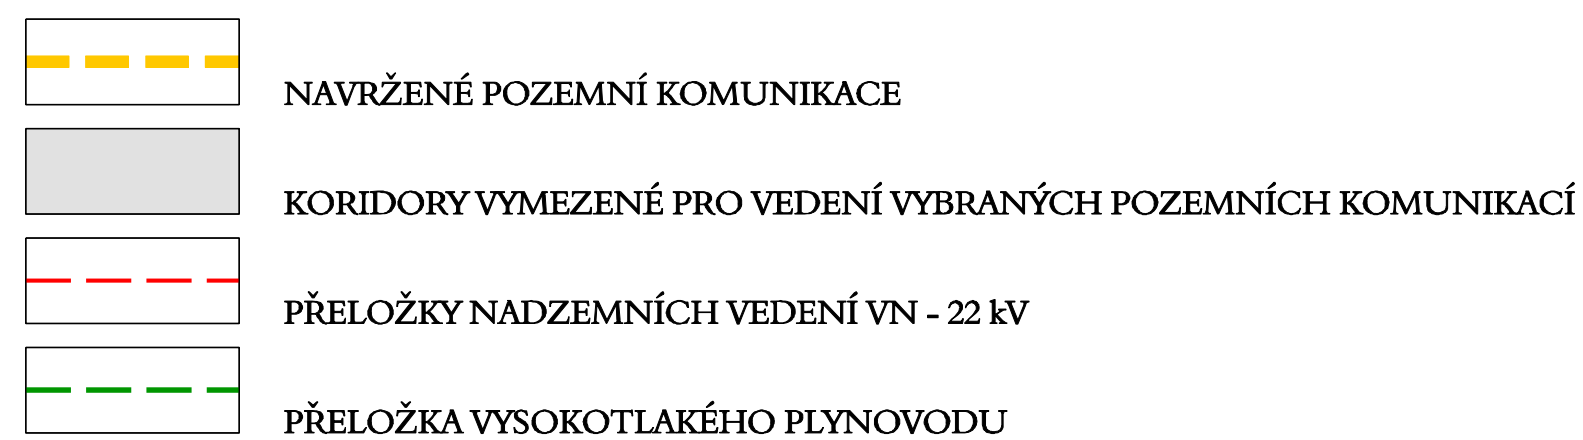 NAVRŽENÉ POZEMNÍ KOMUNIKACE
KORIDORY VYMEZENÉ PRO VEDENÍ VYBRANÝCH POZEMNÍCH KOMUNIKACÍ
PŘELOŽKY NADZEMNÍCH VEDENÍ VN - 22 kV
PŘELOŽKA VYSOKOTLAKÉHO PLYNOVODU